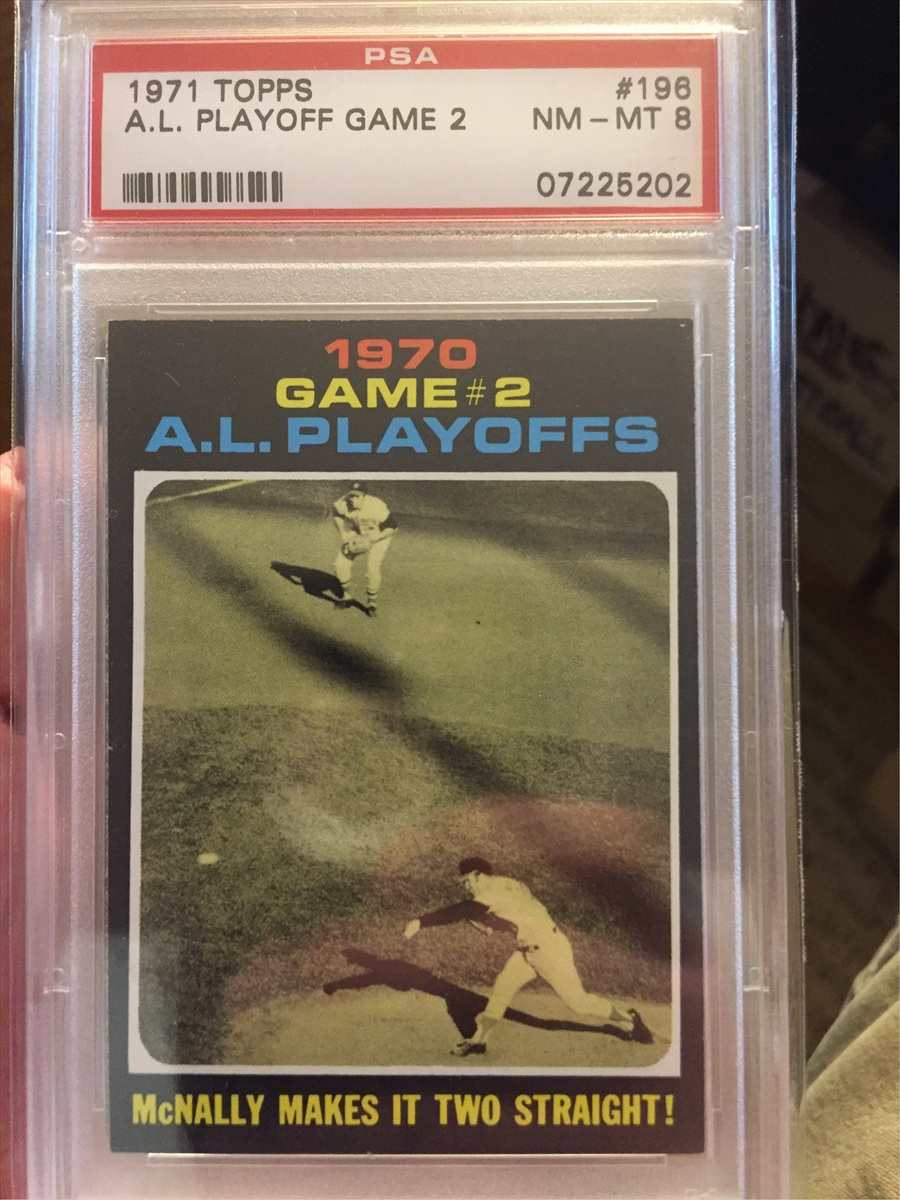 PSA
1971 TOPPS #196
A.L. PLAYOFF GAME 2 NM - MT 8
07225202
1970
GAME #2
A.L. PLAYOFFS
McNALLY MAKES IT TWO STRAIGHT!